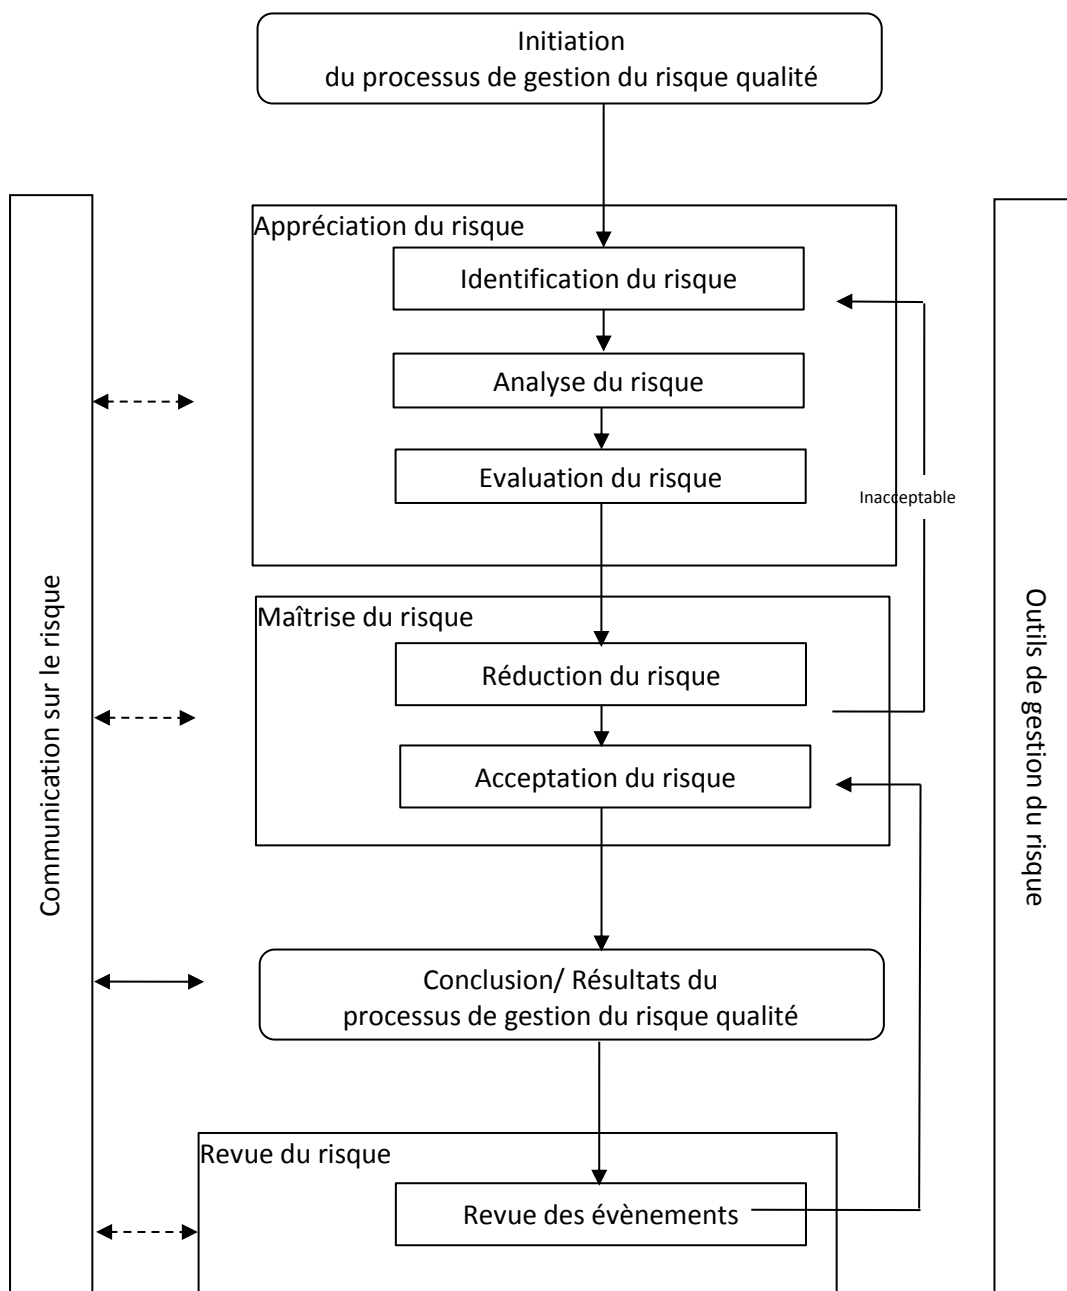 Initiation
du processus de gestion du risque qualité
Appréciation du risque
Identification du risque
Analyse du risque
Evaluation du risque
Inacceptable
Maîtrise du risque
Réduction du risque
Acceptation du risque
Conclusion/ Résultats du
processus de gestion du risque qualité
Revue du risque
Revue des évènements
Communication sur le risque
Outils de gestion du risque